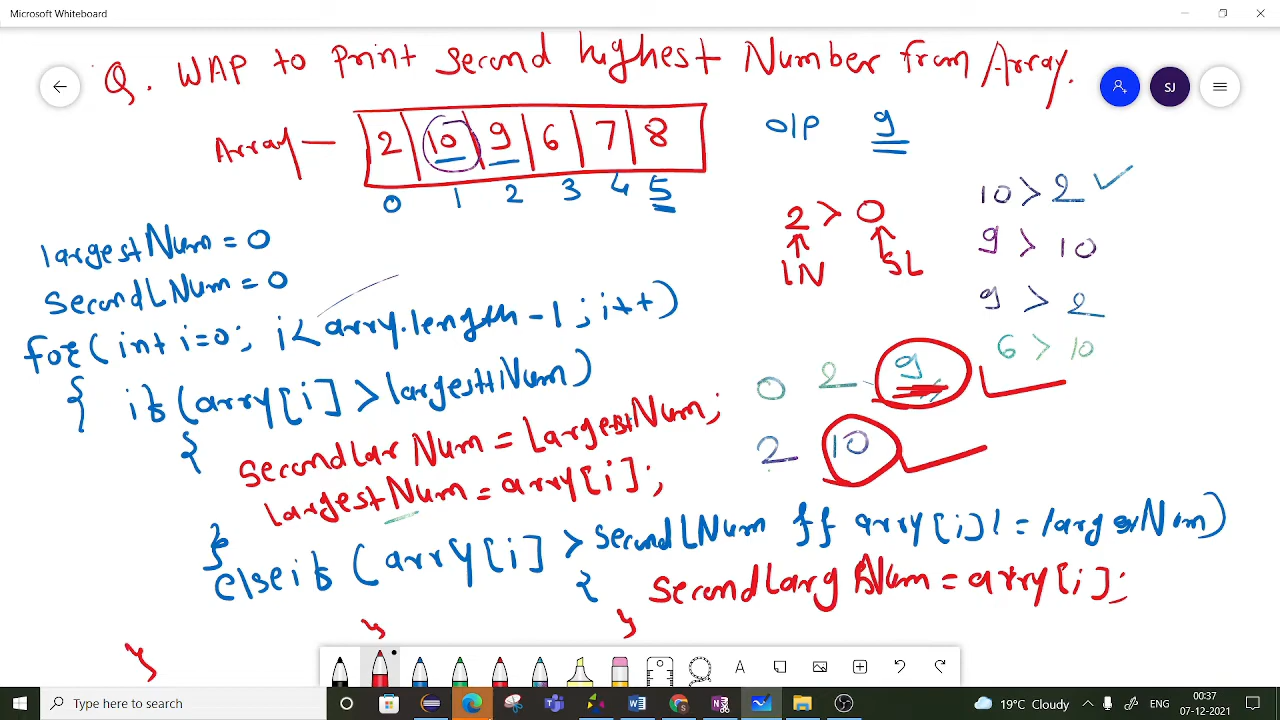 Microsoft Whiteboard
Q. WAP to Print Second highest Number from Array.
SJ
Array — 2 10 9 6 7 8
0 1 2 3 4 5
O/P 9
largestNum = 0
SecondLNum = 0
for( int i=0; i< arry.length -1; i++)
{ if (arry[i] > largestNum)
{
SecondLar Num = LargestNum;
largestNum = arry[i];
}
else if ( arry[i] > SecondLNum && arry[i] != largestNum)
{ SecondLargNum = arry[i];
}
}
}
2 > 0
LN SL
10 > 2 ✓
9 > 10
9 > 2
6 > 10
0 2 9
2 10
A
Type here to search
19°C Cloudy
ENG
00:37
07-12-2021